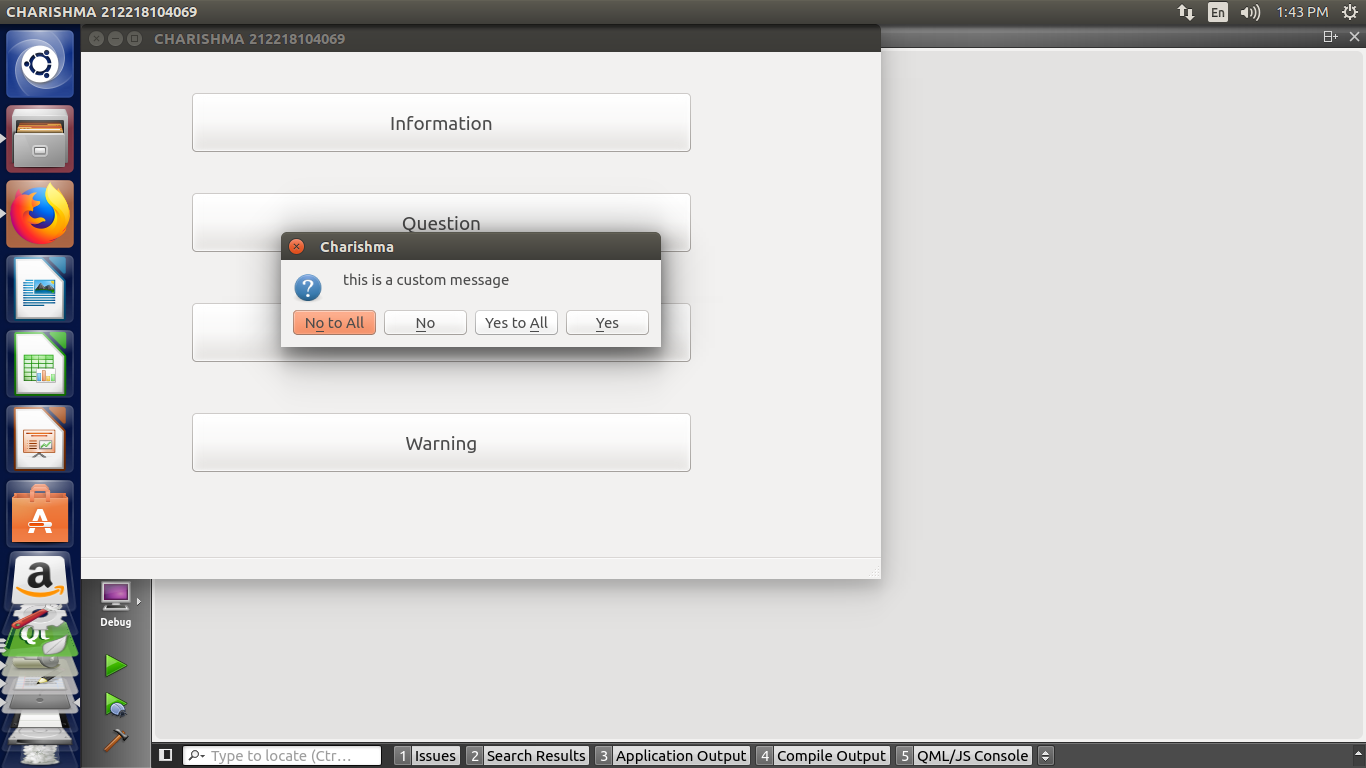 CHARISHMA 212218104069
En
1:43 PM
CHARISHMA 212218104069
Information
Question
Charishma
this is a custom message
No to All
No
Yes to All
Yes
Warning
a
Qt
Debug
Type to locate (Ctr...
1 Issues
2 Search Results
3 Application Output
4 Compile Output
5 QML/JS Console